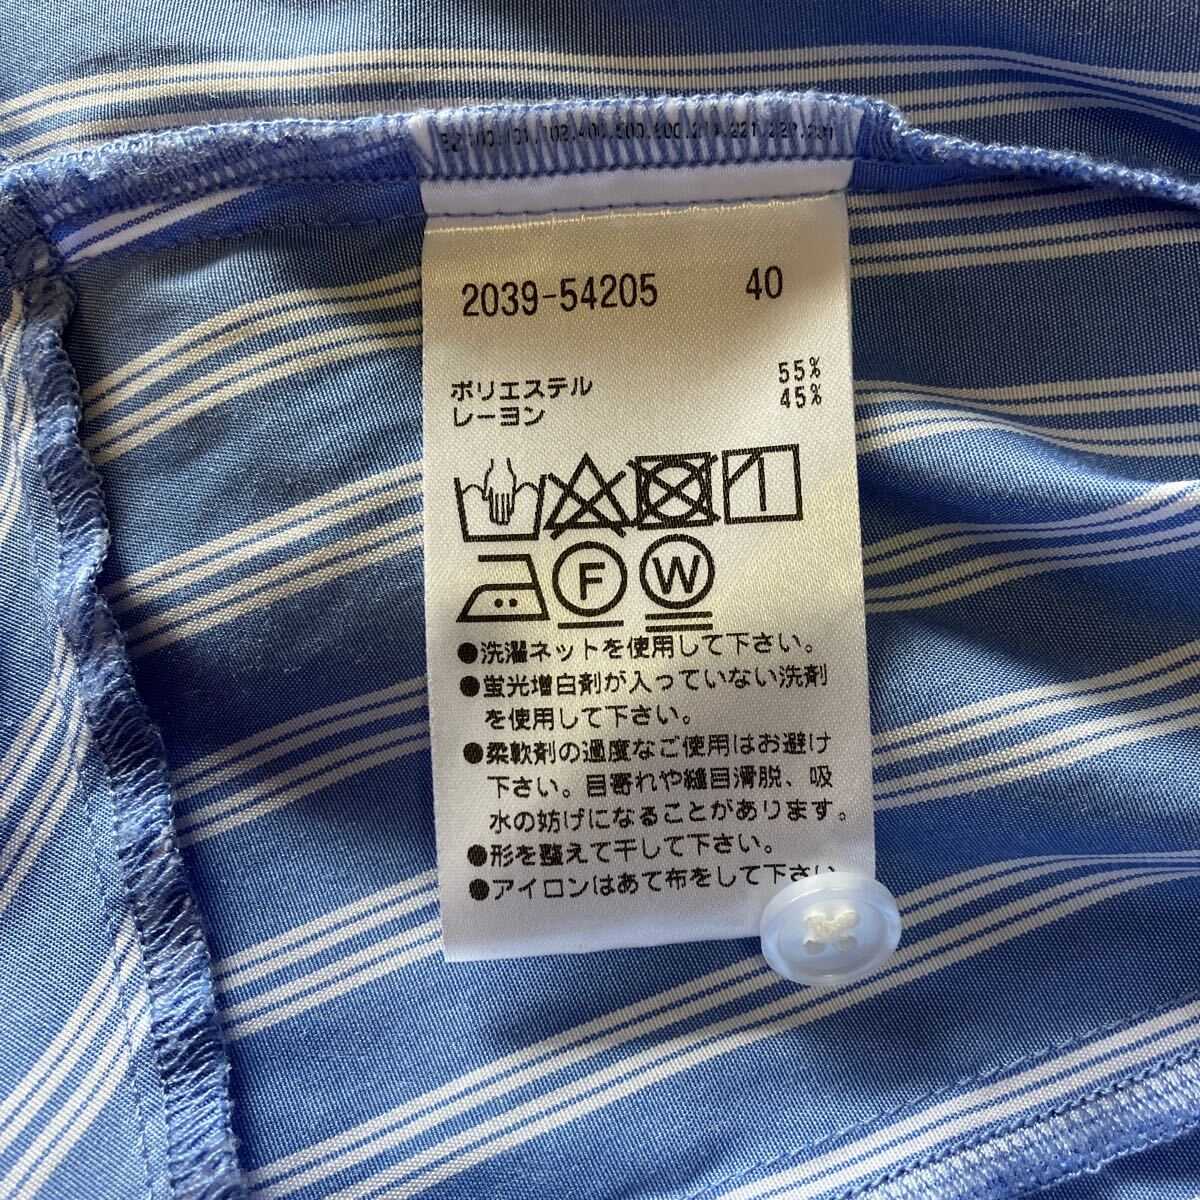 2039-54205 40
ポリエステル 55%
レーヨン 45%
F W
●洗濯ネットを使用して下さい。
●蛍光増白剤が入っていない洗剤
を使用して下さい。
●柔軟剤の過度なご使用はお避け
下さい。目寄れや縫目滑脱、吸
水の妨げになることがあります。
●形を整えて干して下さい。
●アイロンはあて布をして下さい